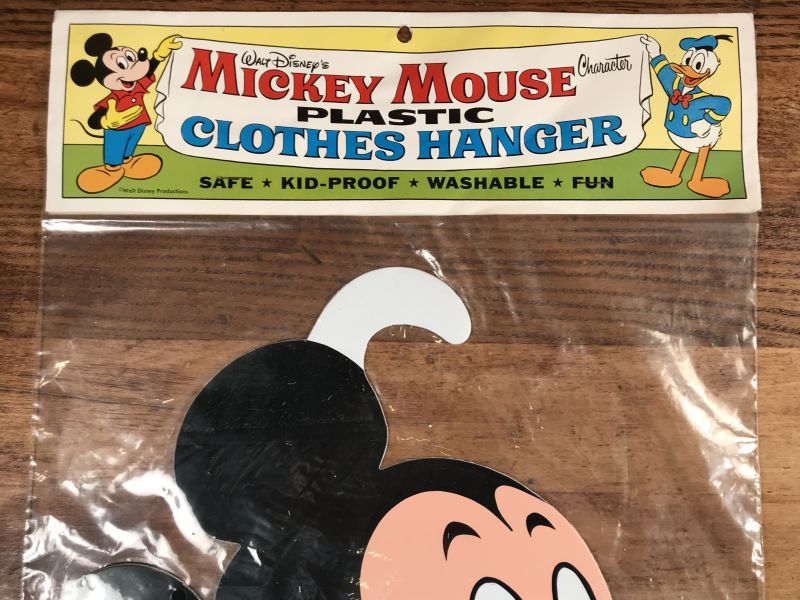 Walt Disney's
MICKEY MOUSE Character
PLASTIC
CLOTHES HANGER
SAFE ★ KID-PROOF ★ WASHABLE ★ FUN
©Walt Disney Productions